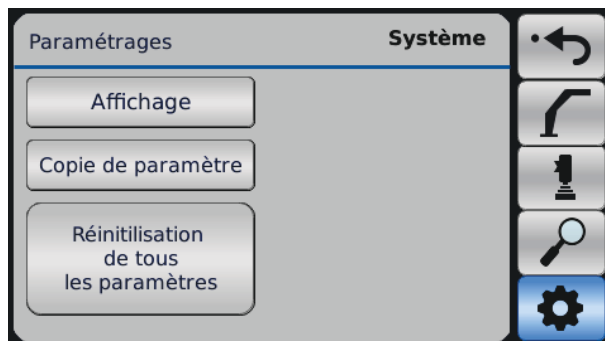 Paramétrages
Système
Affichage
Copie de paramètre
Réinitilisation
de tous
les paramètres